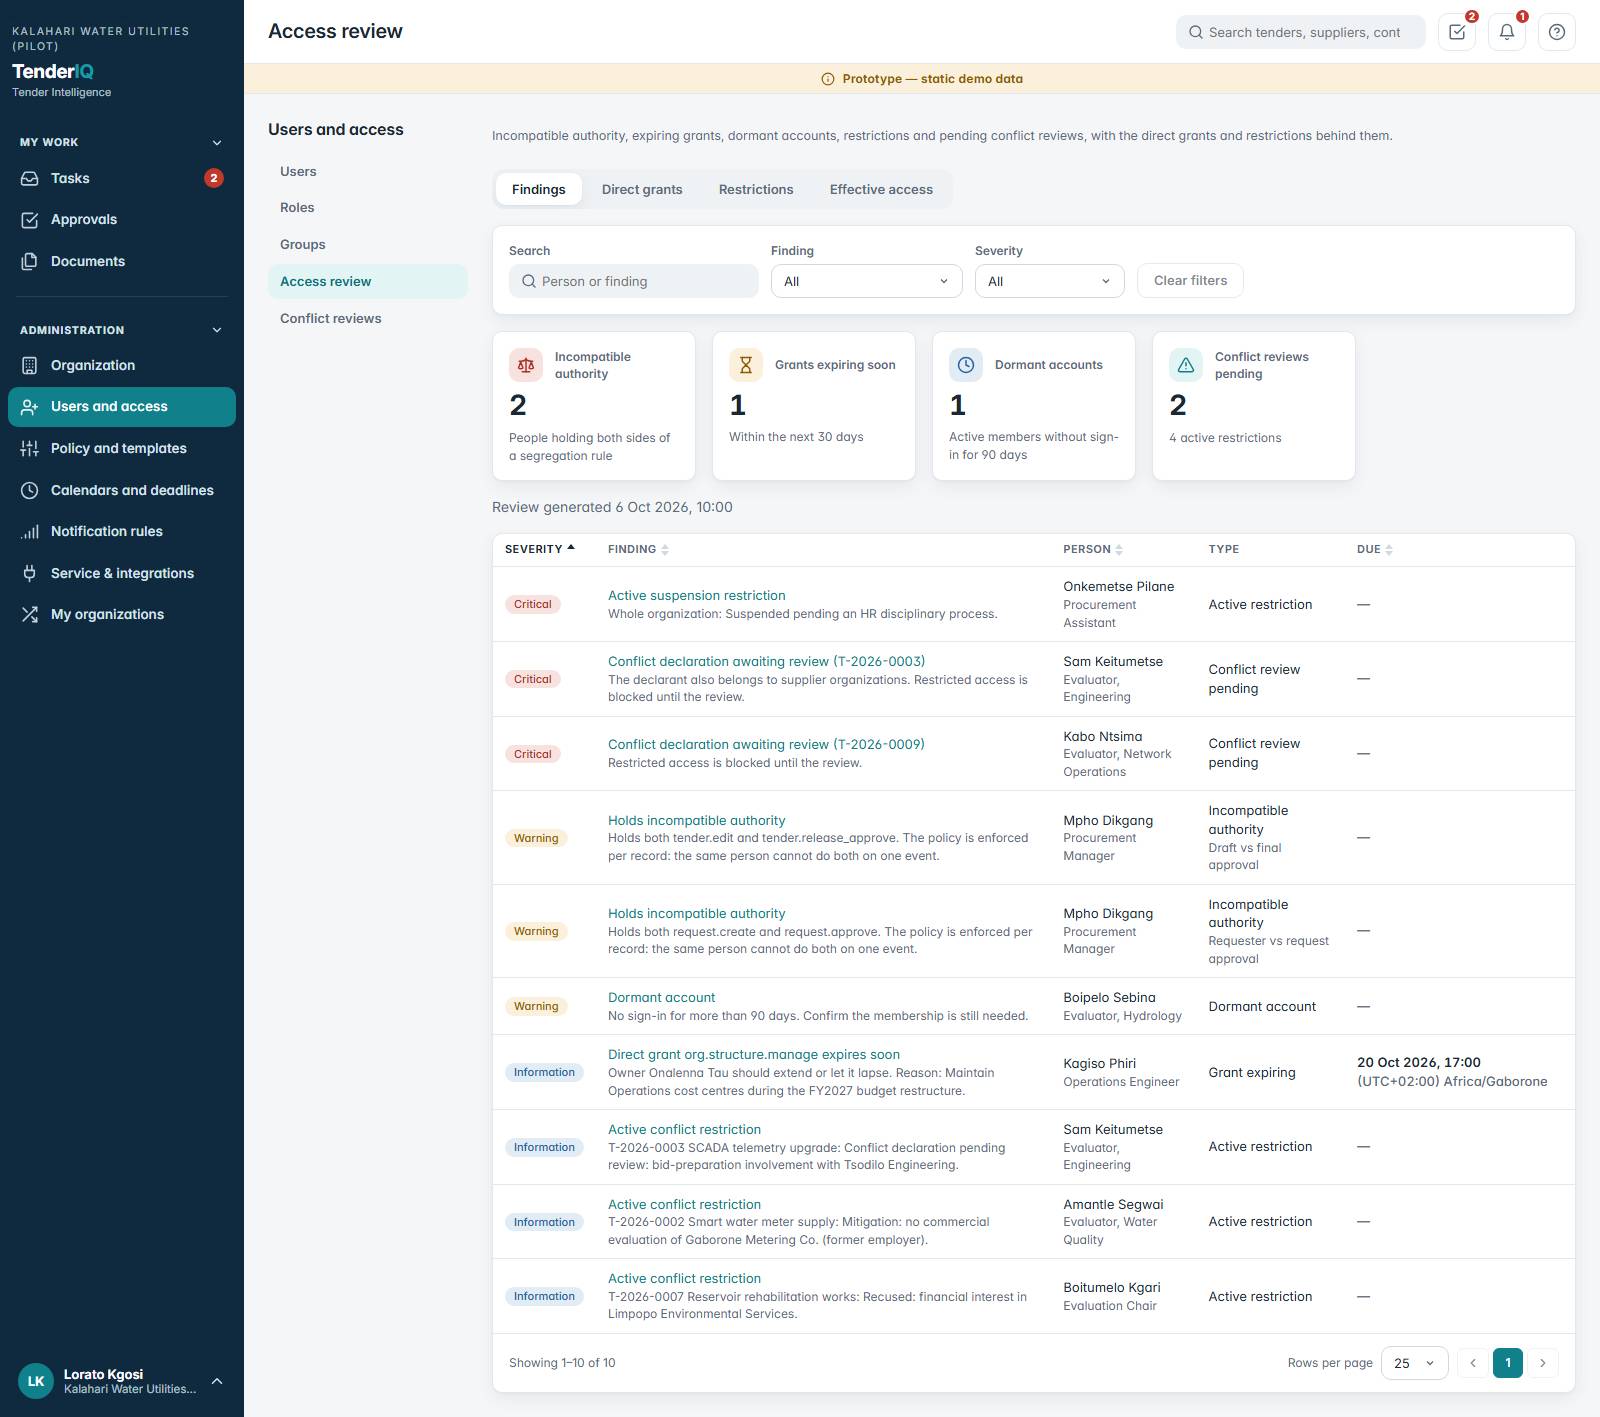 KALAHARI WATER UTILITIES
(PILOT)
TenderIQ
Tender Intelligence
MY WORK
Tasks
2
Approvals
Documents
ADMINISTRATION
Organization
Users and access
Policy and templates
Calendars and deadlines
Notification rules
Service & integrations
My organizations
LK
Lorato Kgosi
Kalahari Water Utilities...
Access review
Search tenders, suppliers, cont
2
1
Prototype — static demo data
Users and access
Users
Roles
Groups
Access review
Conflict reviews
Incompatible authority, expiring grants, dormant accounts, restrictions and pending conflict reviews, with the direct grants and restrictions behind them.
Findings
Direct grants
Restrictions
Effective access
Search
Person or finding
Finding
All
Severity
All
Clear filters
Incompatible
authority
2
People holding both sides of
a segregation rule
Grants expiring soon
1
Within the next 30 days
Dormant accounts
1
Active members without sign-
in for 90 days
Conflict reviews
pending
2
4 active restrictions
Review generated 6 Oct 2026, 10:00
SEVERITY FINDING PERSON TYPE DUE
Critical
Active suspension restriction
Whole organization: Suspended pending an HR disciplinary process.
Onkemetse Pilane
Procurement
Assistant
Active restriction
—
Critical
Conflict declaration awaiting review (T-2026-0003)
The declarant also belongs to supplier organizations. Restricted access is
blocked until the review.
Sam Keitumetse
Evaluator,
Engineering
Conflict review
pending
—
Critical
Conflict declaration awaiting review (T-2026-0009)
Restricted access is blocked until the review.
Kabo Ntsima
Evaluator, Network
Operations
Conflict review
pending
—
Warning
Holds incompatible authority
Holds both tender.edit and tender.release_approve. The policy is enforced
per record: the same person cannot do both on one event.
Mpho Dikgang
Procurement
Manager
Incompatible
authority
Draft vs final
approval
—
Warning
Holds incompatible authority
Holds both request.create and request.approve. The policy is enforced per
record: the same person cannot do both on one event.
Mpho Dikgang
Procurement
Manager
Incompatible
authority
Requester vs request
approval
—
Warning
Dormant account
No sign-in for more than 90 days. Confirm the membership is still needed.
Boipelo Sebina
Evaluator, Hydrology
Dormant account
—
Information
Direct grant org.structure.manage expires soon
Owner Onalenna Tau should extend or let it lapse. Reason: Maintain
Operations cost centres during the FY2027 budget restructure.
Kagiso Phiri
Operations Engineer
Grant expiring
20 Oct 2026, 17:00
(UTC+02:00) Africa/Gaborone
Information
Active conflict restriction
T-2026-0003 SCADA telemetry upgrade: Conflict declaration pending
review: bid-preparation involvement with Tsodilo Engineering.
Sam Keitumetse
Evaluator,
Engineering
Active restriction
—
Information
Active conflict restriction
T-2026-0002 Smart water meter supply: Mitigation: no commercial
evaluation of Gaborone Metering Co. (former employer).
Amantle Segwai
Evaluator, Water
Quality
Active restriction
—
Information
Active conflict restriction
T-2026-0007 Reservoir rehabilitation works: Recused: financial interest in
Limpopo Environmental Services.
Boitumelo Kgari
Evaluation Chair
Active restriction
—
Showing 1–10 of 10
Rows per page
25
1